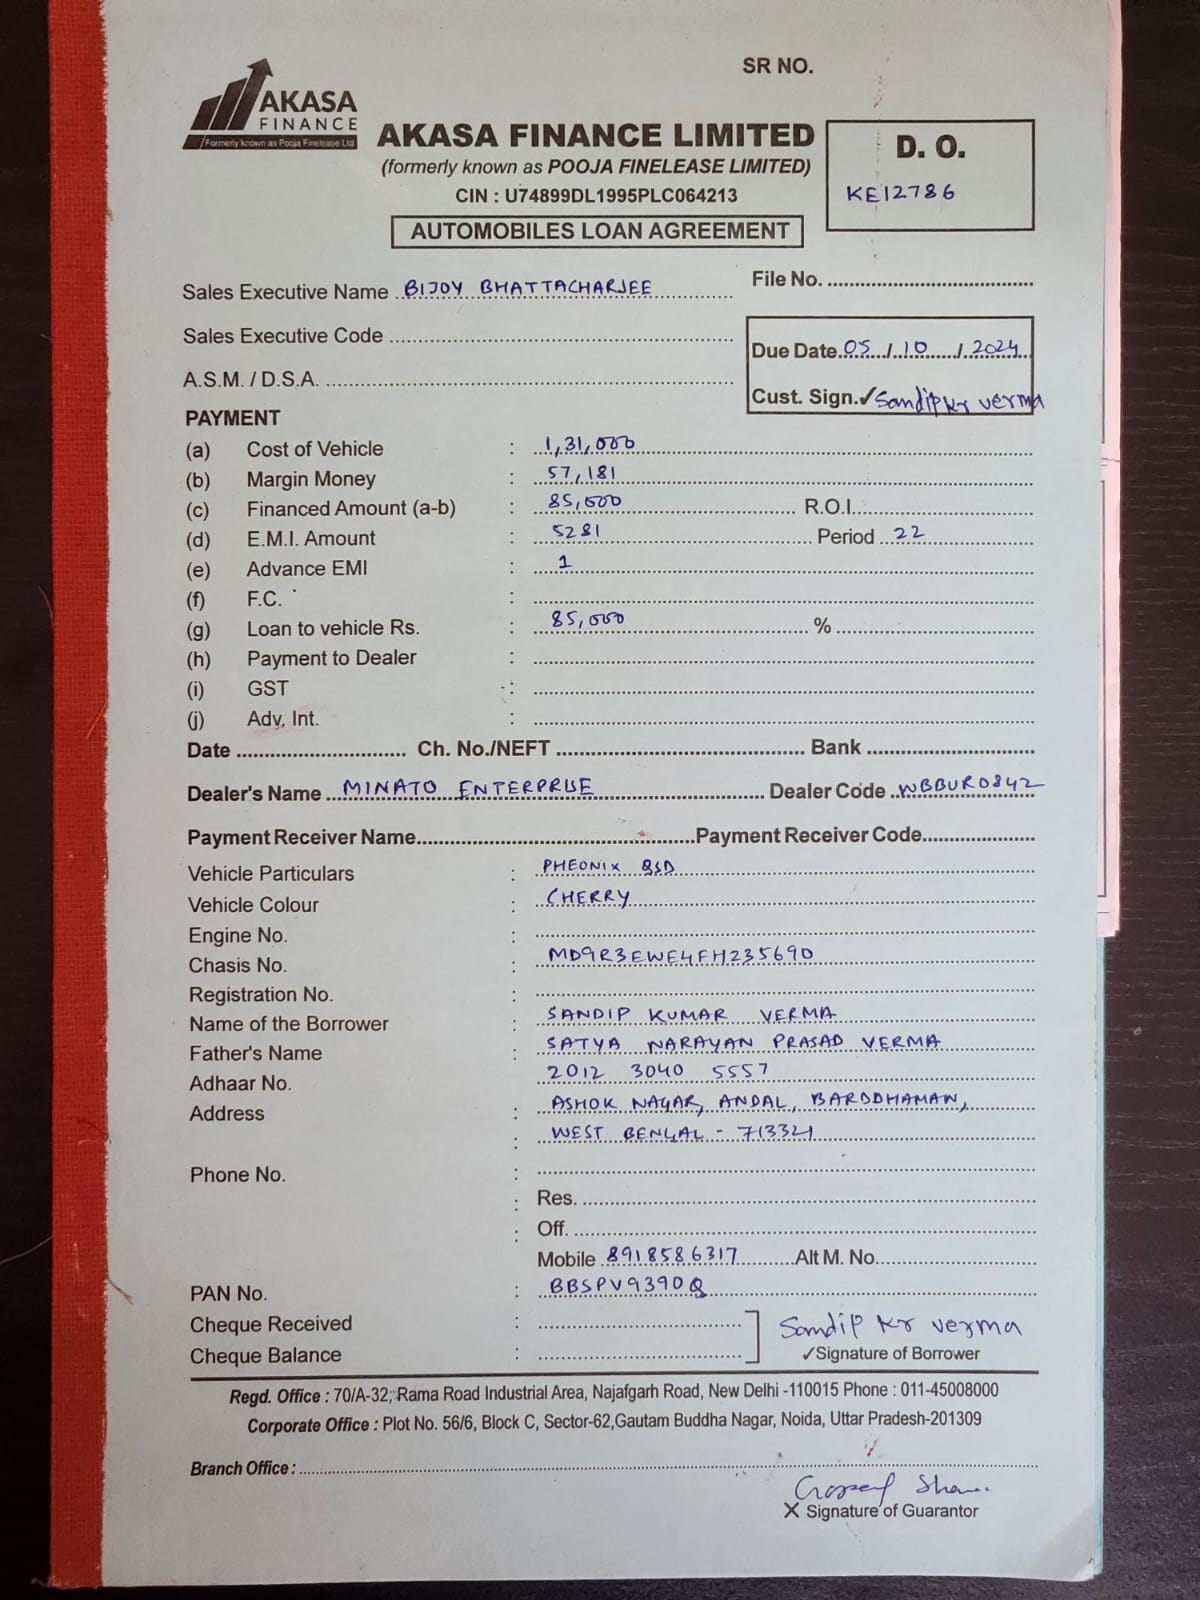 SR NO.
AKASA
FINANCE
Formerly known as Pooja Finelease Ltd
AKASA FINANCE LIMITED
(formerly known as POOJA FINELEASE LIMITED)
CIN : U74899DL1995PLC064213
AUTOMOBILES LOAN AGREEMENT
D. O.
KE12786
Sales Executive Name BIJOY BHATTACHARJEE
File No.
Sales Executive Code
Due Date 05/10/2024
A.S.M. / D.S.A.
Cust. Sign. ✓ Sandip Kr verma
PAYMENT
(a) Cost of Vehicle : 1,31,000
(b) Margin Money : 57,181
(c) Financed Amount (a-b) : 85,000 R.O.I.
(d) E.M.I. Amount : 5281 Period 22
(e) Advance EMI : 1
(f) F.C. :
(g) Loan to vehicle Rs. : 85,000 %
(h) Payment to Dealer :
(i) GST :
(j) Adv. Int. :
Date Ch. No./NEFT Bank
Dealer's Name MINATO ENTERPRISE Dealer Code WBBUR0842
Payment Receiver Name Payment Receiver Code
Vehicle Particulars : PHEONIX BSD
Vehicle Colour : CHERRY
Engine No. :
Chasis No. : MD9R3EWE4FH235690
Registration No. :
Name of the Borrower : SANDIP KUMAR VERMA
Father's Name : SATYA NARAYAN PRASAD VERMA
Adhaar No. 2012 3040 5557
Address : ASHOK NAGAR, ANDAL, BARDDHAMAN,
: WEST BENGAL - 713321
Phone No. :
: Res.
: Off.
: Mobile 8918586317 Alt M. No.
PAN No. : BBSPV9390Q
Cheque Received :
Sandip Kr verma
Cheque Balance :
✓Signature of Borrower
Regd. Office : 70/A-32, Rama Road Industrial Area, Najafgarh Road, New Delhi -110015 Phone : 011-45008000
Corporate Office : Plot No. 56/6, Block C, Sector-62,Gautam Buddha Nagar, Noida, Uttar Pradesh-201309
Branch Office :
X Signature of Guarantor